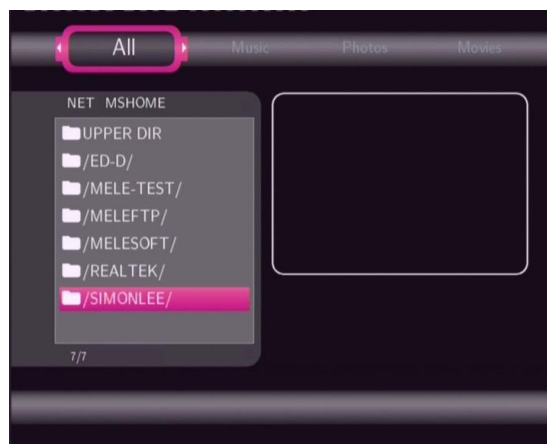 All Music Photos Movies
NET MSHOME
UPPER DIR
/ED-D/
/MELE-TEST/
/MELEFTP/
/MELESOFT/
/REALTEK/
/SIMONLEE/
7/7